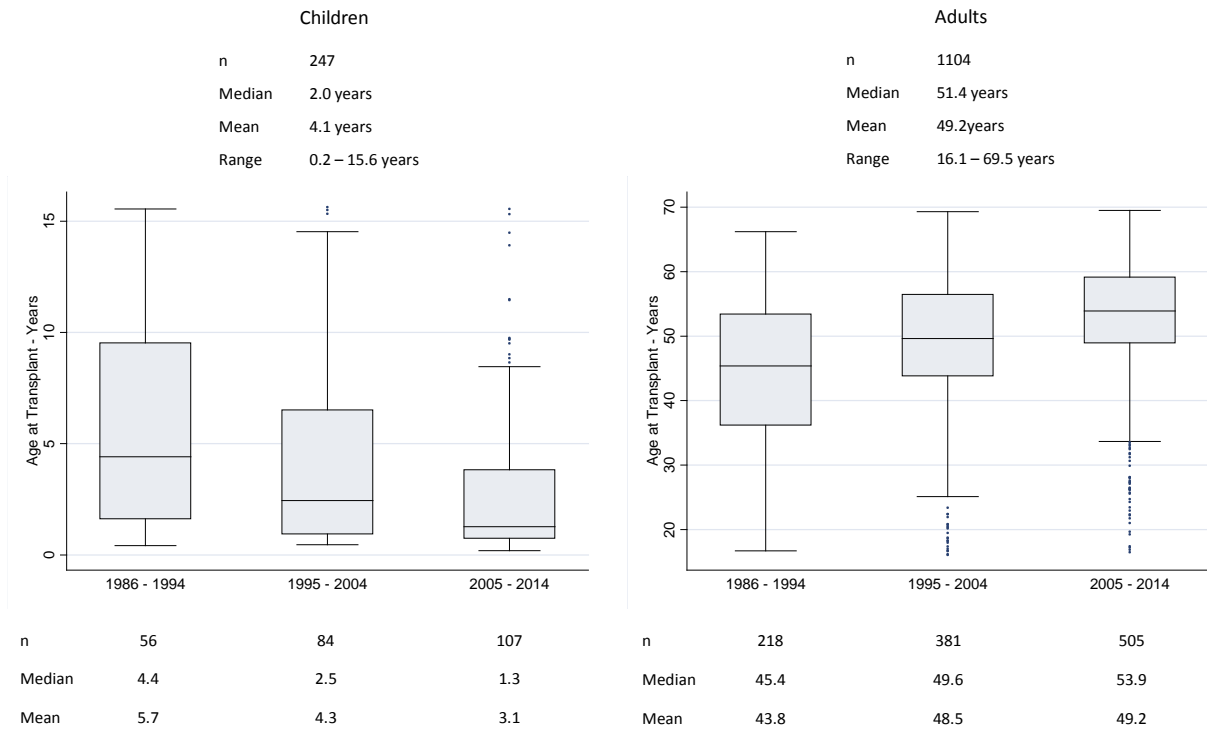 Children
n 247
Median 2.0 years
Mean 4.1 years
Range 0.2 – 15.6 years
Age at Transplant - Years
15
10
5
0
1986 - 1994 1995 - 2004 2005 - 2014
n 56 84 107
Median 4.4 2.5 1.3
Mean 5.7 4.3 3.1
Adults
n 1104
Median 51.4 years
Mean 49.2years
Range 16.1 – 69.5 years
Age at Transplant - Years
70
60
50
40
30
20
1986 - 1994 1995 - 2004 2005 - 2014
n 218 381 505
Median 45.4 49.6 53.9
Mean 43.8 48.5 49.2